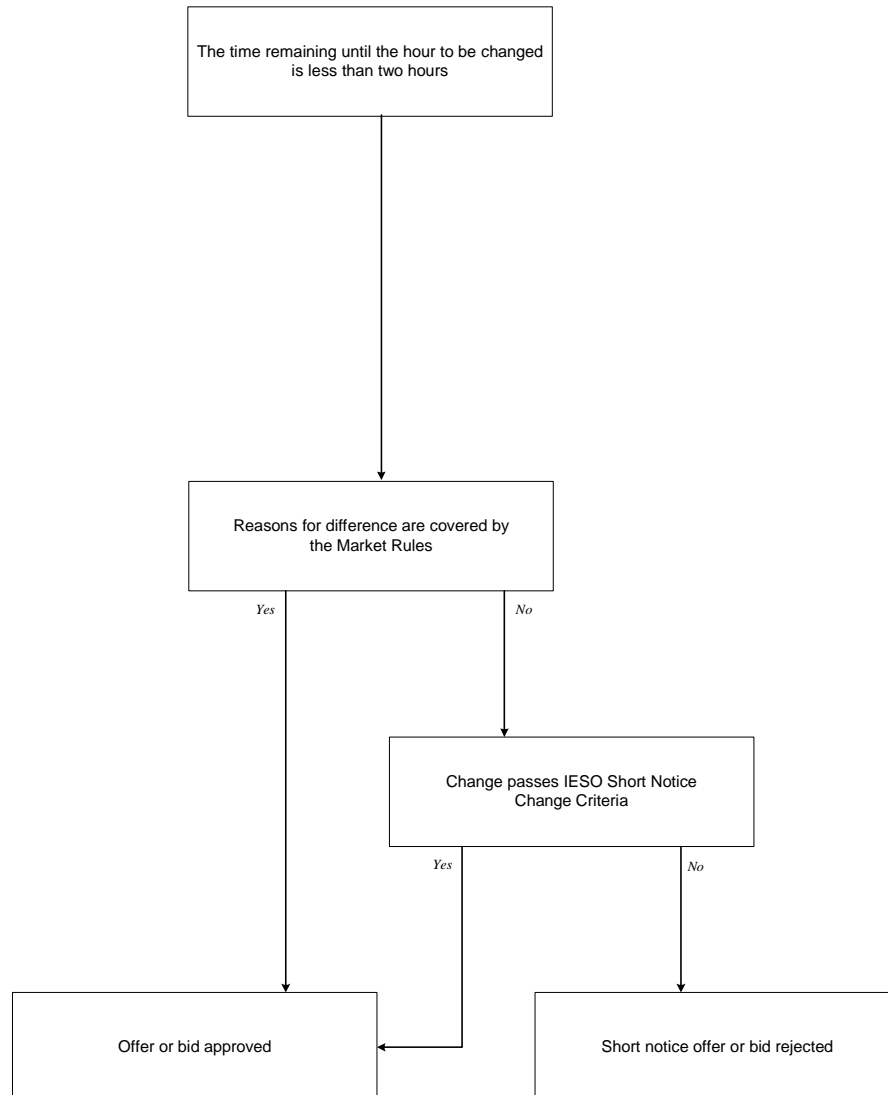 The time remaining until the hour to be changed
is less than two hours
Reasons for difference are covered by
the Market Rules
Yes
No
Change passes IESO Short Notice
Change Criteria
Yes
No
Offer or bid approved
Short notice offer or bid rejected